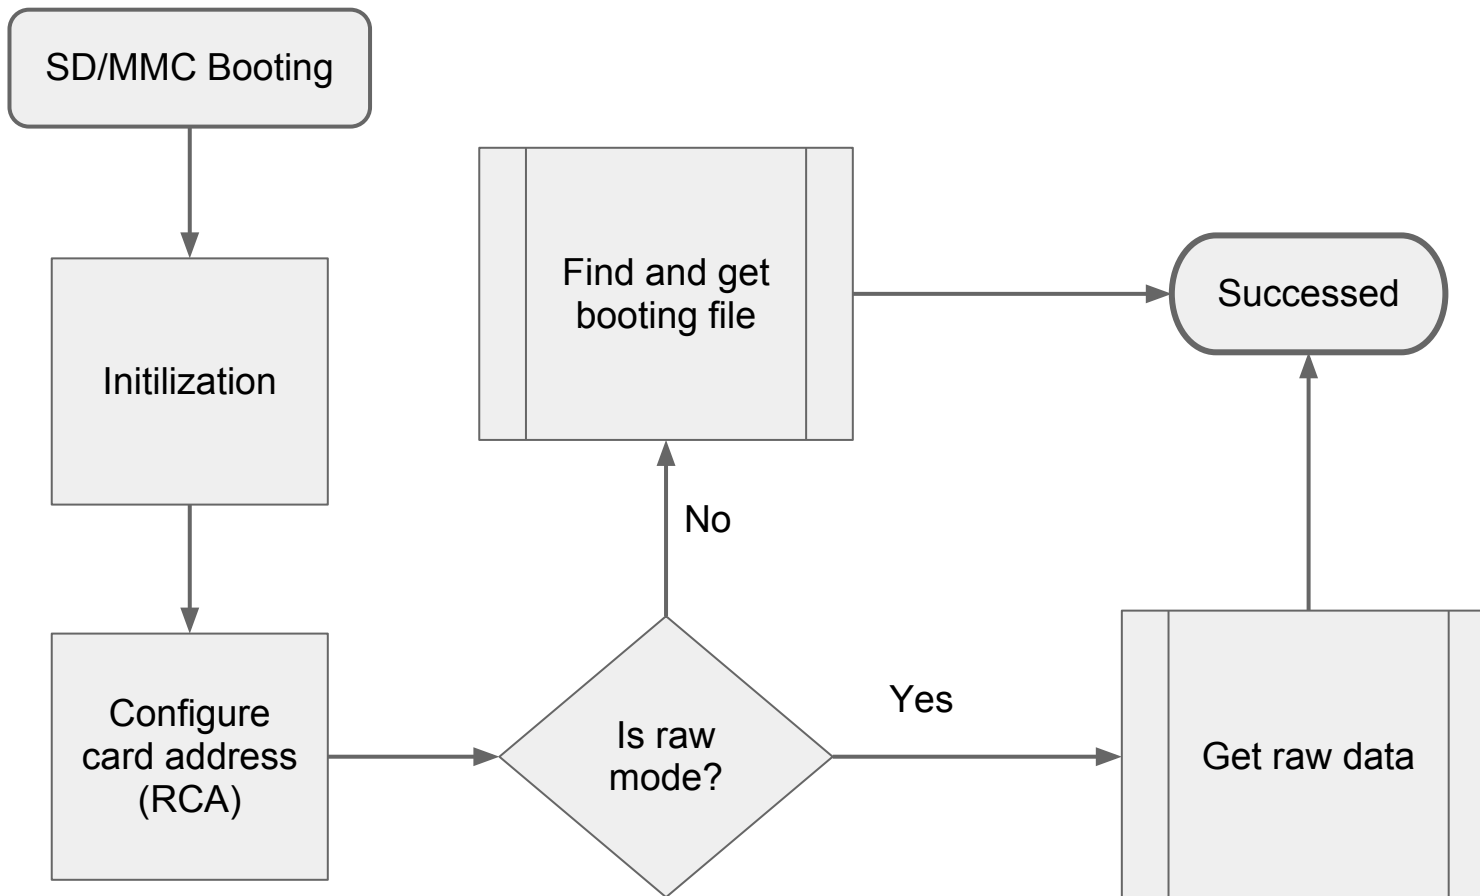 SD/MMC Booting
Initilization
Configure
card address
(RCA)
Is raw
mode?
No
Find and get
booting file
Yes
Get raw data
Successed